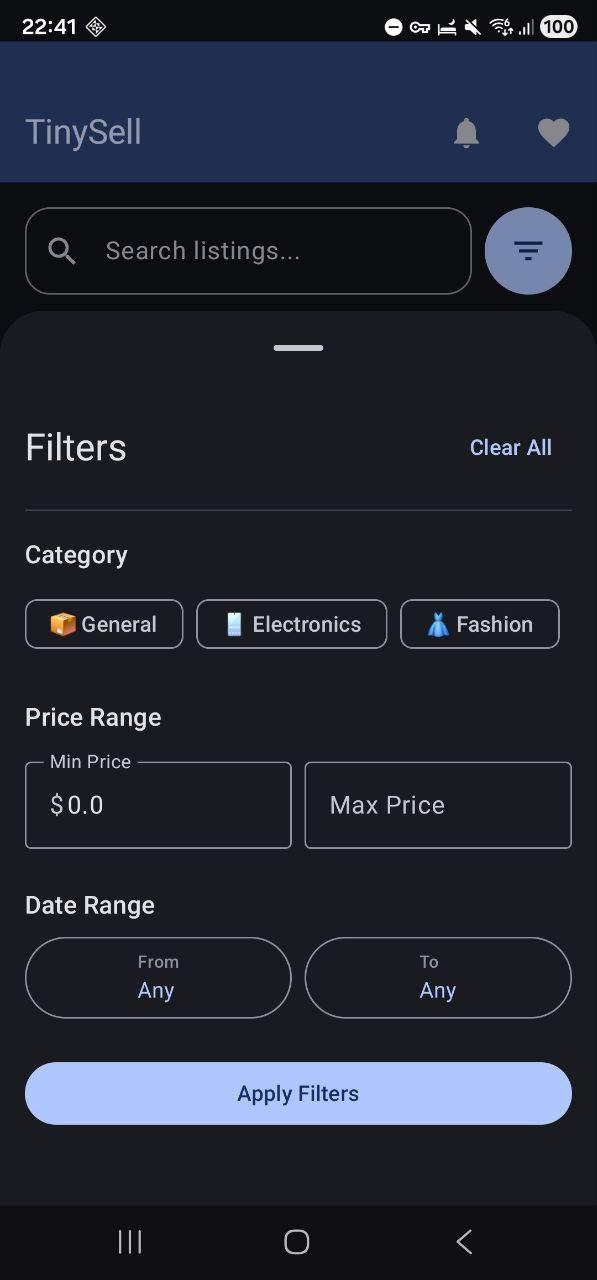 22:41
100
TinySell
Search listings...
Filters
Clear All
Category
General
Electronics
Fashion
Price Range
Min Price
$0.0
Max Price
Date Range
From
Any
To
Any
Apply Filters